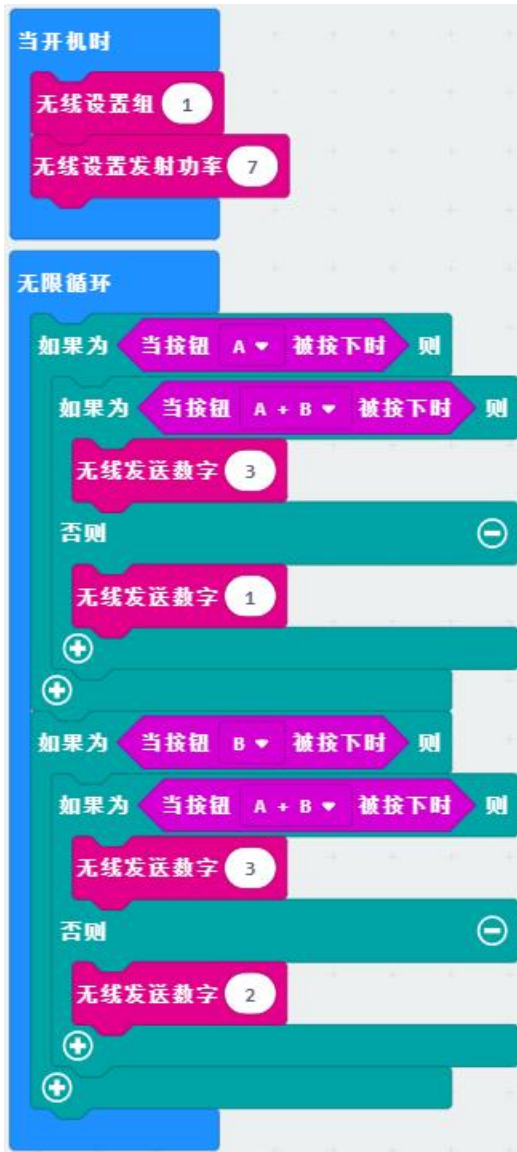 当开机时
无线设置组 1
无线设置发射功率 7
无限循环
如果为 当按钮 A 被按下时 则
如果为 当按钮 A + B 被按下时 则
无线发送数字 3
否则
无线发送数字 1
如果为 当按钮 B 被按下时 则
如果为 当按钮 A + B 被按下时 则
无线发送数字 3
否则
无线发送数字 2